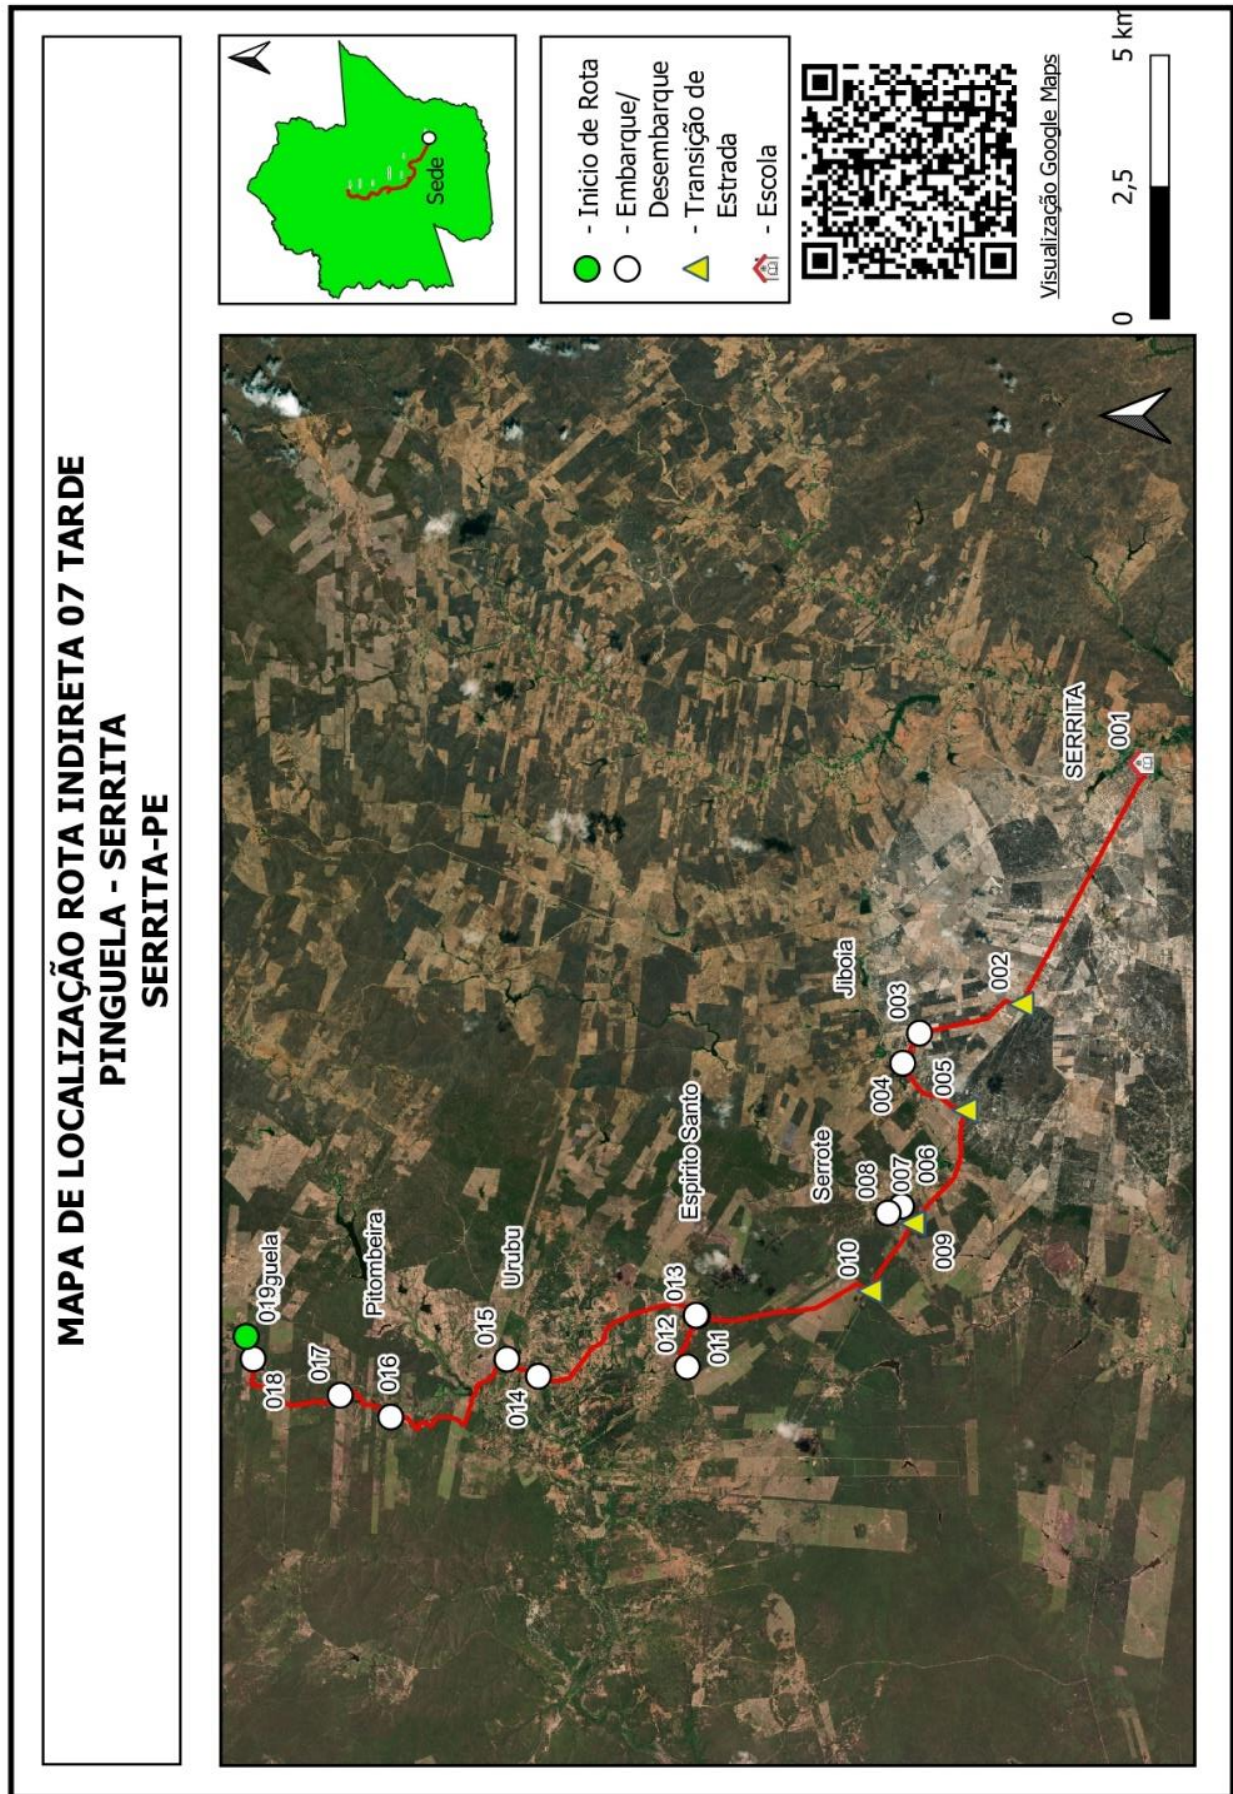 MAPA DE LOCALIZAÇÃO ROTA INDIRETA 07 TARDE
PINGUELA - SERRITA
SERRITA-PE
Sede
- Inicio de Rota
- Embarque/
Desembarque
- Transição de
Estrada
- Escola
Visualização Google Maps
0 2,5 5 km
019
guela
018
017
Pitombeira
016
015
Urubu
014
013
012
011
Espirito Santo
010
009
Serrote
008
007
006
005
004
003
Jiboia
002
SERRITA
001